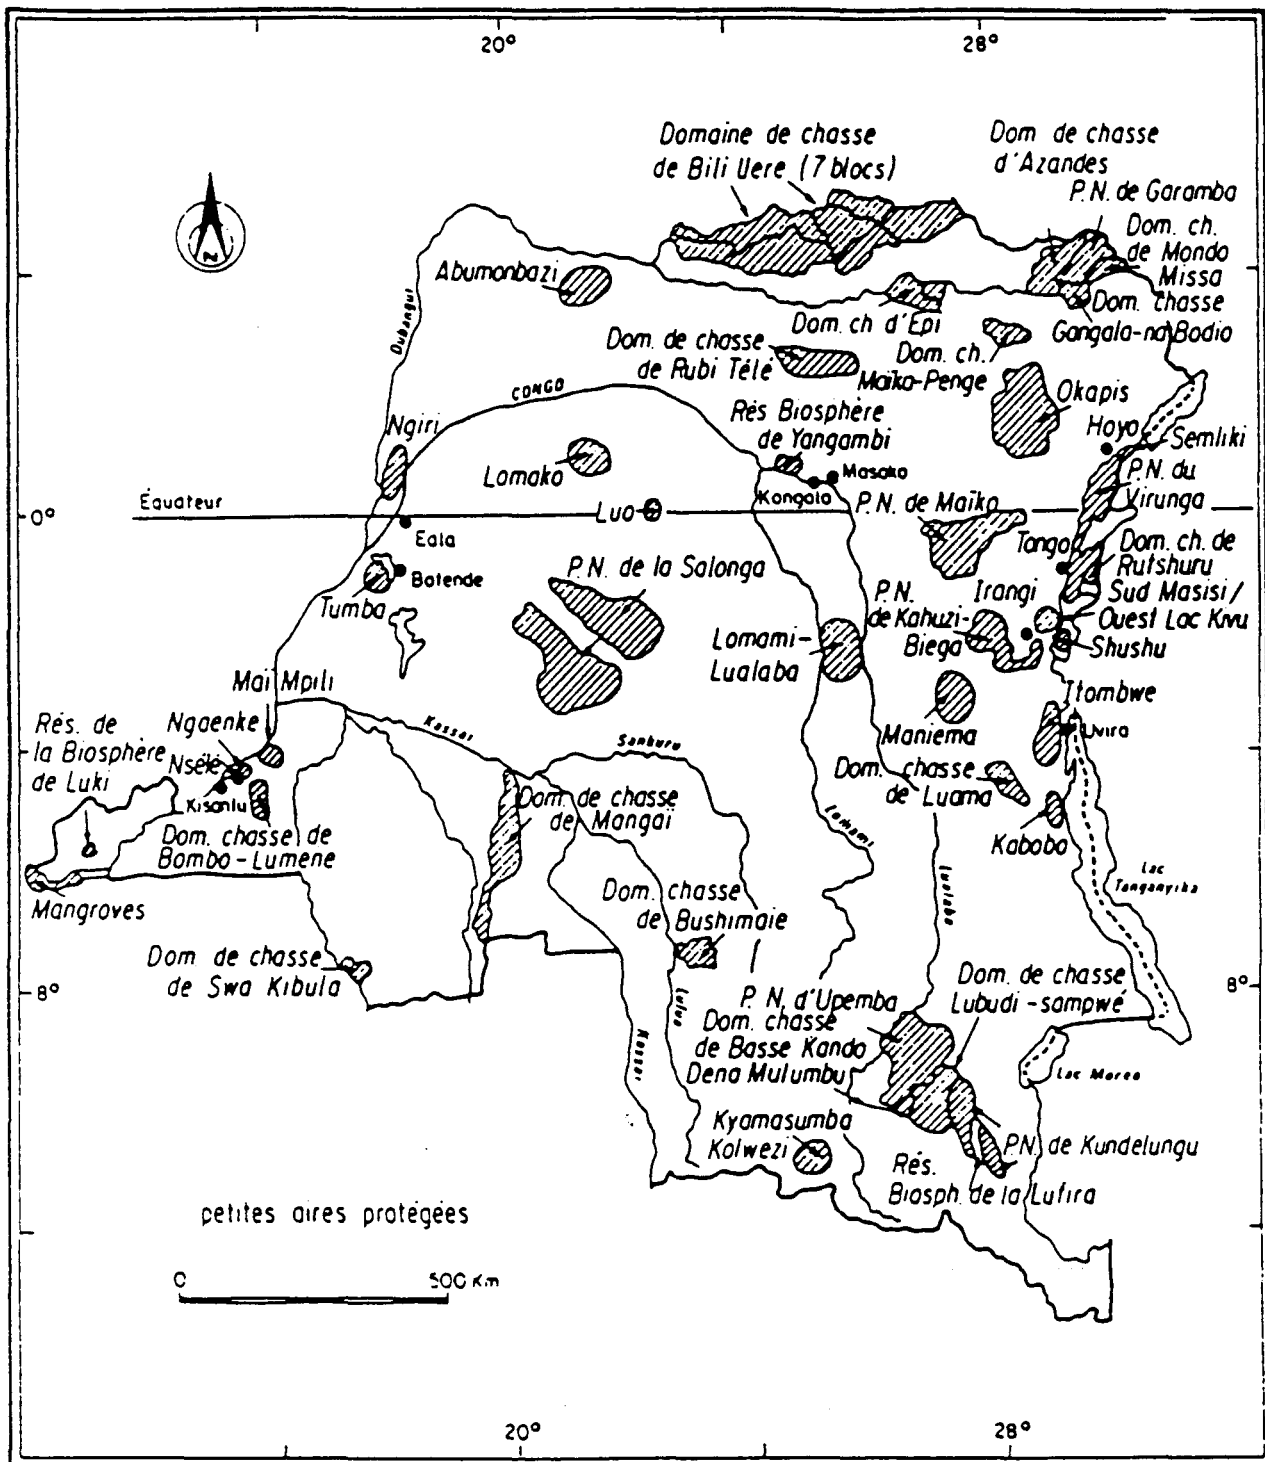 20°
28°
Domaine de chasse
de Bili Uere (7 blocs)
Dom de chasse
d'Azandes
P.N. de Garamba
Dom. ch.
de Mondo
Missa
N
Abumonbazi
Dubangui
Dom. ch d'Epi
Dom. chasse
Gangala-na Bodio
Dom. de chasse
de Rubi Télé
Dom. ch.
Maïko-Penge
Okapis
CONGO
Ngiri
Rés Biosphère
de Yangambi
Hoyo
Semliki
Lomako
Masako
Kongolo
P.N. du
Virunga
Équateur
0°
Luo
P.N. de Maïko
Eala
Tango
Dom. ch. de
Rutshuru
Botende
Tumba
P.N. de la Salonga
P.N.
de Kahuzi-
Biega
Irangi
Sud Masisi/
Ouest Lac Kivu
Shushu
Lomami-
Lualaba
Maï Mpili
Itombwe
Rés. de
la Biosphère
de Luki
Ngaenke
Kassai
Sankuru
Maniema
Uvira
Nsélé
Kisantu
Dom. chasse
de Luama
Dom. de chasse
de Mangaï
Dom. chasse de
Bombo-Lumene
Lomami
Kabobo
Lualaba
Lac
Tanganyika
Mangroves
Dom. chasse
de Bushimaie
Dom. de chasse
de Swa Kibula
8°
8°
Dom. de chasse
Lubudi-sampwé
P. N. d'Upemba
Dom. chasse
de Basse Kando
Dena Mulumbu
Lulua
Kassai
Lac Moero
Kyamasumba
Kolwezi
P.N. de Kundelungu
Rés.
Biosph. de la Lufira
petites aires protégées
0
500 Km
20°
28°